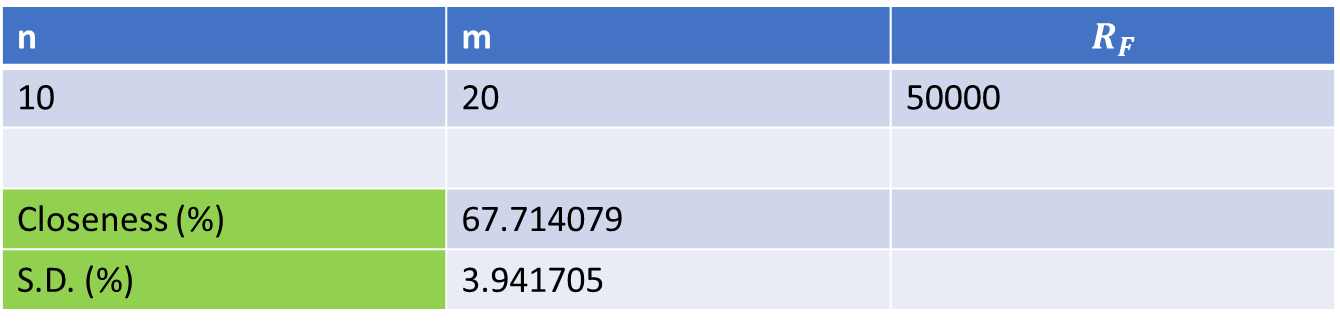 n m R_F
10 20 50000
Closeness (%) 67.714079
S.D. (%) 3.941705